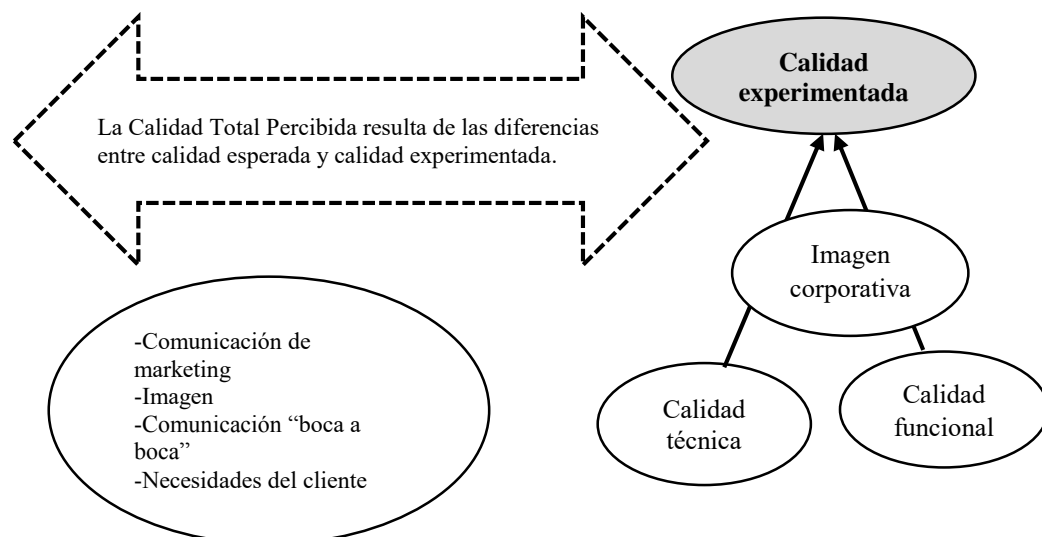 Calidad
experimentada
La Calidad Total Percibida resulta de las diferencias
entre calidad esperada y calidad experimentada.
Imagen
corporativa
-Comunicación de
marketing
-Imagen
-Comunicación “boca a
boca”
-Necesidades del cliente
Calidad
técnica
Calidad
funcional